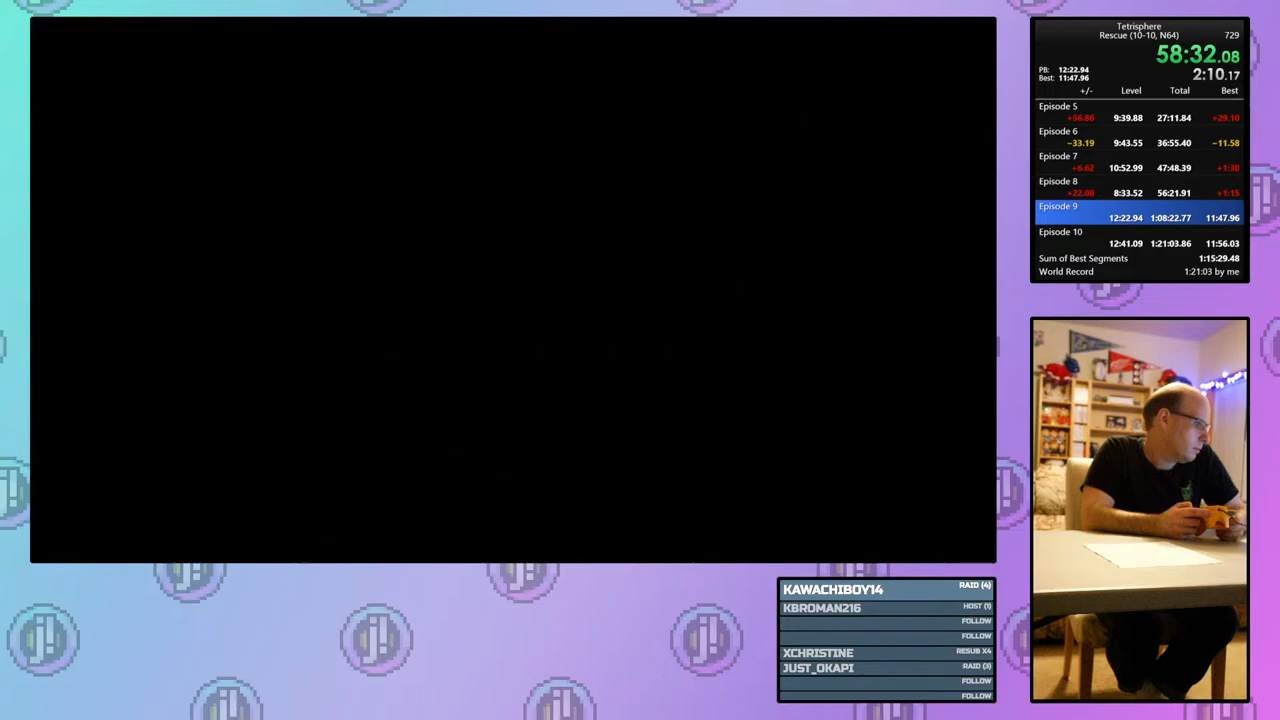 Tetrisphere
Rescue (10-10, N64) 729
58:32.08
PB: 12:22.94
Best: 11:47.96
2:10.17
+/- Level Total Best
Episode 5
+56.86 9:39.88 27:11.84 +29.10
Episode 6
−33.19 9:43.55 36:55.40 −11.58
Episode 7
+6.62 10:52.99 47:48.39 +1:30
Episode 8
+22.08 8:33.52 56:21.91 +1:15
Episode 9
12:22.94 1:08:22.77 11:47.96
Episode 10
12:41.09 1:21:03.86 11:56.03
Sum of Best Segments 1:15:29.48
World Record 1:21:03 by me
KAWACHIBOY14 RAID (4)
KBROMAN216 HOST (1)
FOLLOW
FOLLOW
XCHRISTINE RESUB X4
JUST_OKAPI RAID (3)
FOLLOW
FOLLOW